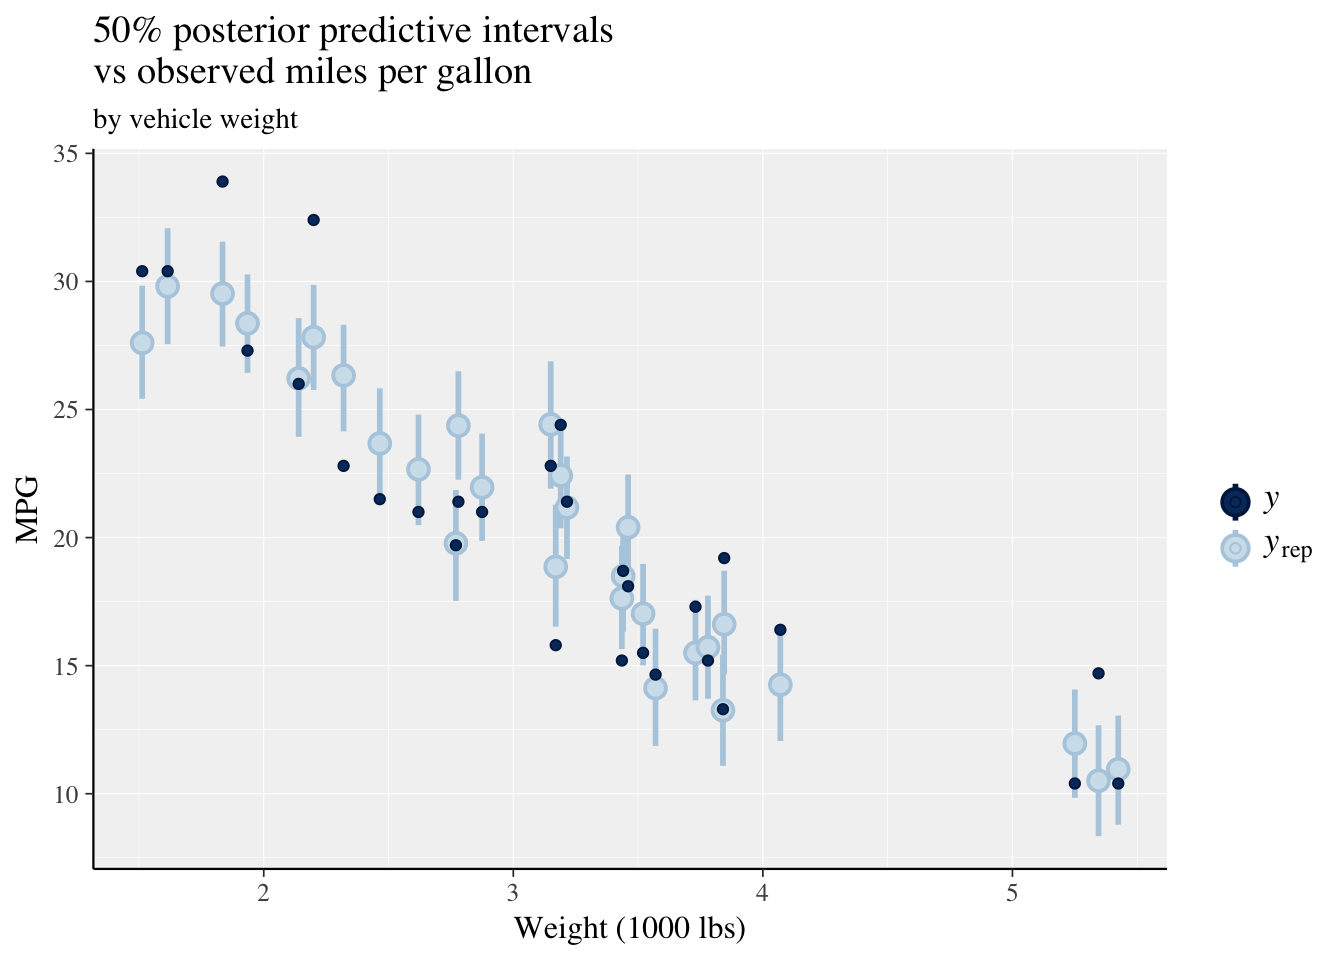 50% posterior predictive intervals
vs observed miles per gallon
by vehicle weight
35
30
25
20
15
10
MPG
2
3
4
5
Weight (1000 lbs)
y
y rep